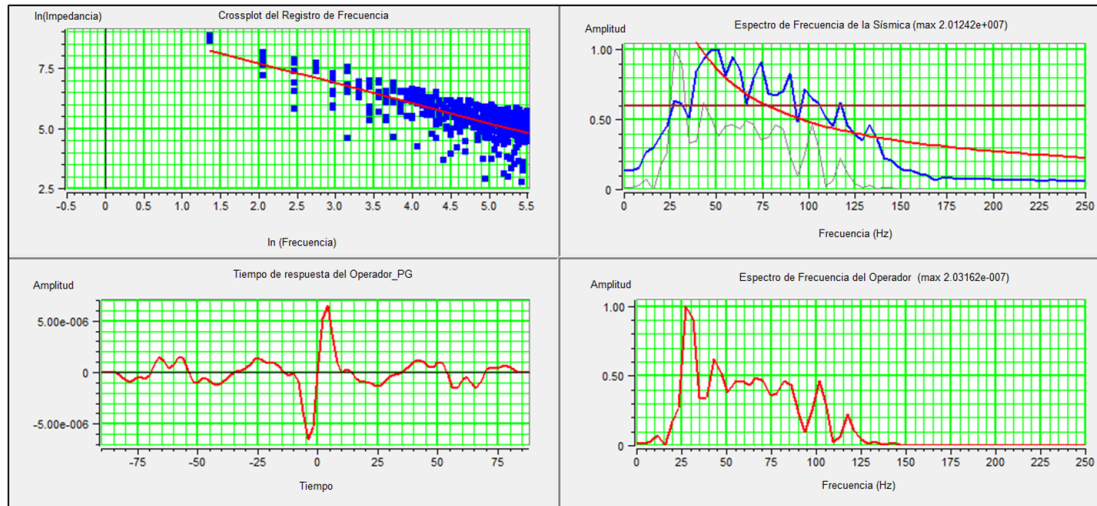 ln(Impedancia)
Crossplot del Registro de Frecuencia
7.5
5.0
2.5
-0.5 0 0.5 1.0 1.5 2.0 2.5 3.0 3.5 4.0 4.5 5.0 5.5
ln (Frecuencia)
Espectro de Frecuencia de la Sísmica (max 2.01242e+007)
Amplitud
1.00
0.50
0
0 25 50 75 100 125 150 175 200 225 250
Frecuencia (Hz)
Tiempo de respuesta del Operador_PG
Amplitud
5.00e-006
0
-5.00e-006
-75 -50 -25 0 25 50 75
Tiempo
Espectro de Frecuencia del Operador (max 2.03162e-007)
Amplitud
1.00
0.50
0
0 25 50 75 100 125 150 175 200 225 250
Frecuencia (Hz)